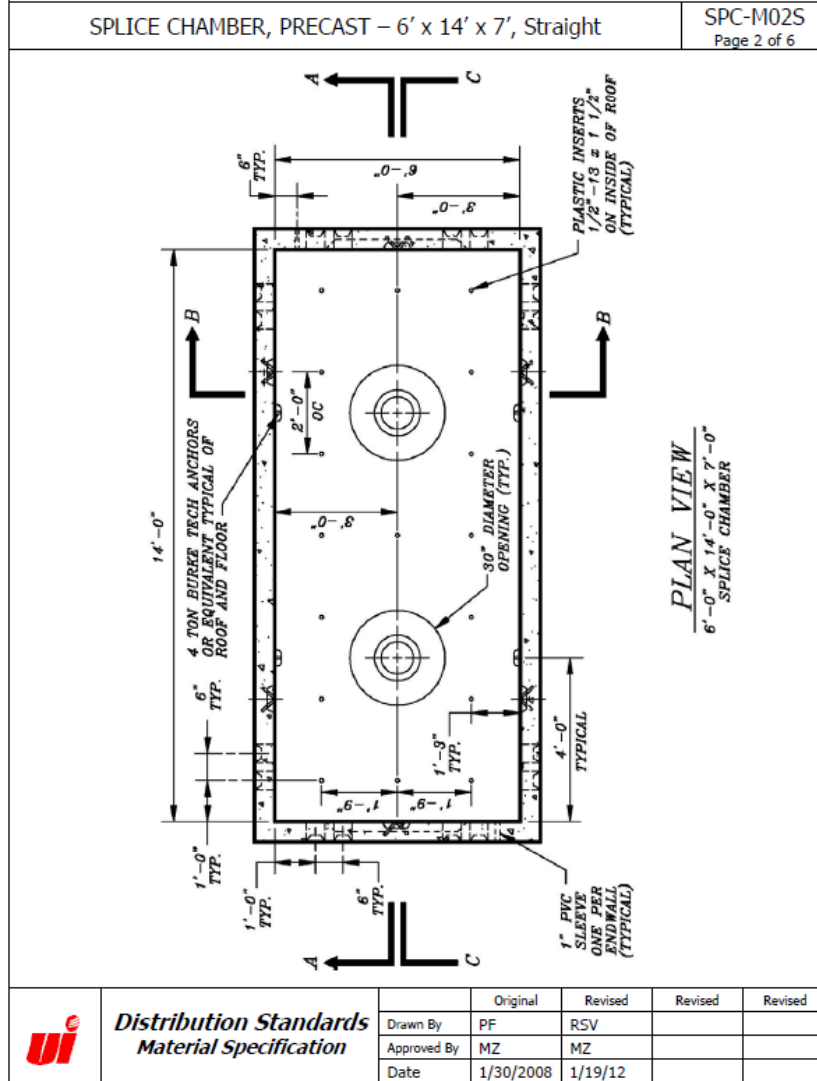 SPLICE CHAMBER, PRECAST – 6' x 14' x 7', Straight
SPC-M02S
Page 2 of 6
A
C
6"
TYP.
6'-0"
3'-0"
PLASTIC INSERTS
1/2"-13 x 1 1/2"
ON INSIDE OF ROOF
(TYPICAL)
B
B
14'-0"
4 TON BURKE TECH ANCHORS
OR EQUIVALENT TYPICAL OF
ROOF AND FLOOR
2'-0"
OC
3'-0"
30" DIAMETER
OPENING (TYP.)
PLAN VIEW
6'-0" X 14'-0" X 7'-0"
SPLICE CHAMBER
6"
TYP.
1'-3"
TYP.
4'-0"
TYPICAL
1'-9"
1'-9"
1'-0"
TYP.
1'-0"
TYP.
6"
TYP.
1" PVC
SLEEVE
ONE PER
ENDWALL
(TYPICAL)
A
C
ui
Distribution Standards
Material Specification
Original Revised Revised Revised
Drawn By PF RSV
Approved By MZ MZ
Date 1/30/2008 1/19/12